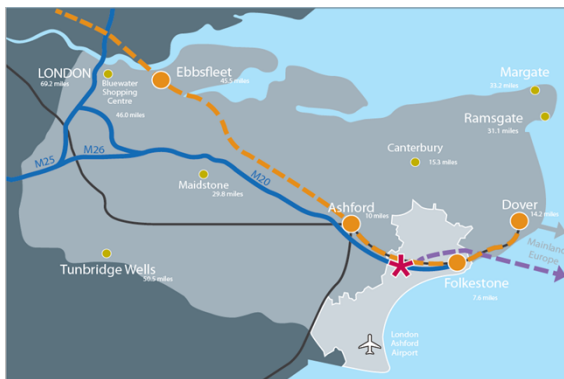 LONDON
69.2 miles
Bluewater
Shopping
Centre
46.0 miles
Ebbsfleet
45.5 miles
Margate
33.2 miles
Ramsgate
31.1 miles
Canterbury
15.3 miles
M25
M26
M20
Maidstone
29.8 miles
Ashford
10 miles
Dover
14.2 miles
Mainland
Europe
Tunbridge Wells
Folkestone
7.6 miles
London
Ashford
Airport